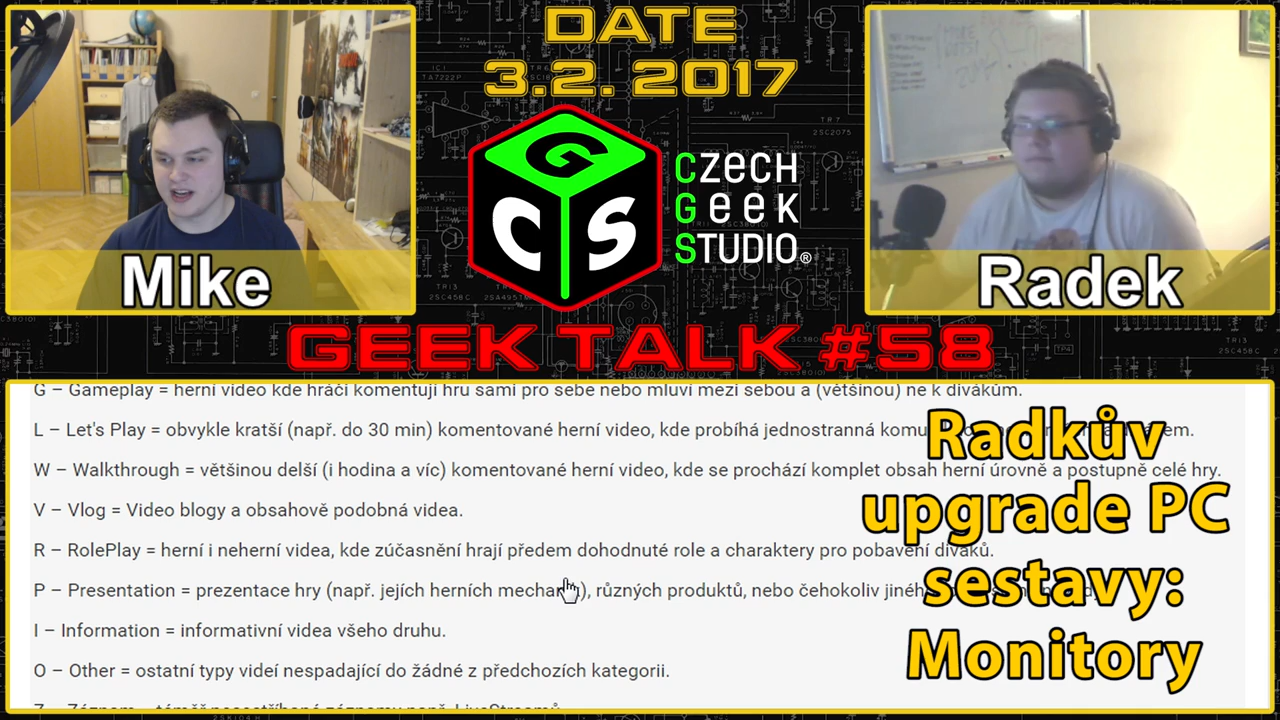 DATE
3.2. 2017
G
C S
CZECH
GEEK
STUDIO®
Mike
Radek
GEEK TALK #58
G – Gameplay = herní video kde hráči komentují hru sami pro sebe nebo mluví mezi sebou a (většinou) ne k divákům.
L – Let's Play = obvykle kratší (např. do 30 min) komentované herní video, kde probíhá jednostranná
W – Walkthrough = většinou delší (i hodina a víc) komentované herní video, kde se prochází komplet obsah herní úrovně a postupně celé hry.
V – Vlog = Video blogy a obsahově podobná videa.
R – RolePlay = herní i neherní videa, kde zúčasnění hrají předem dohodnuté role a charaktery pro pobavení diváků.
P – Presentation = prezentace hry (např. jejích herních mechanik), různých produktů, nebo čehokoliv
I – Information = informativní videa všeho druhu.
O – Other = ostatní typy videí nespadající do žádné z předchozích kategorií.
Radkův
upgrade PC
sestavy:
Monitory